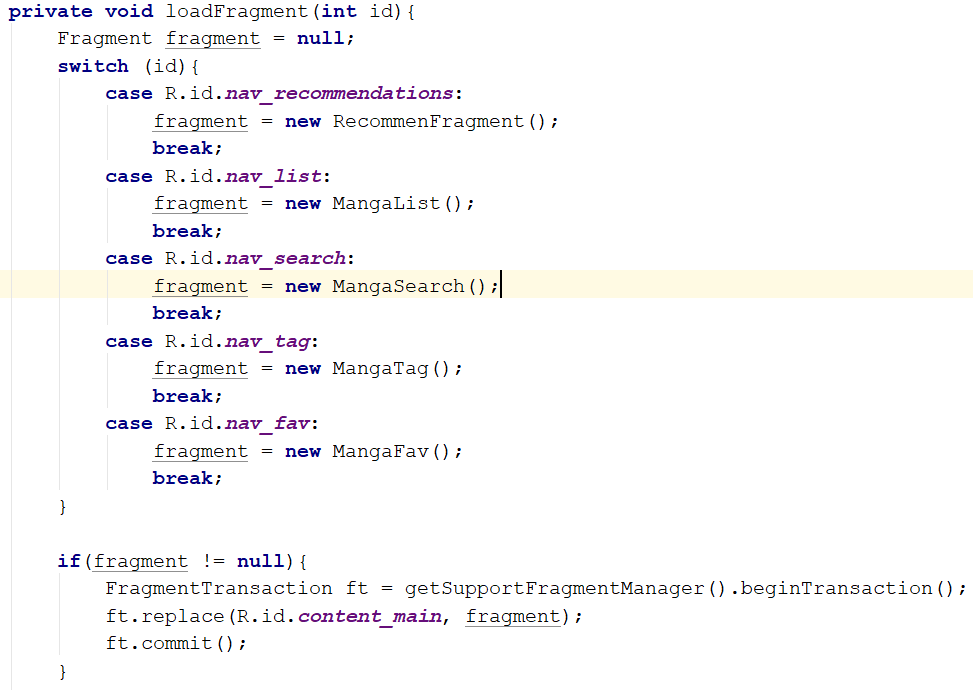 private void loadFragment(int id){
    Fragment fragment = null;
    switch (id){
        case R.id.nav_recommendations:
            fragment = new RecommenFragment();
            break;
        case R.id.nav_list:
            fragment = new MangaList();
            break;
        case R.id.nav_search:
            fragment = new MangaSearch();
            break;
        case R.id.nav_tag:
            fragment = new MangaTag();
            break;
        case R.id.nav_fav:
            fragment = new MangaFav();
            break;
    }
    if(fragment != null){
        FragmentTransaction ft = getSupportFragmentManager().beginTransaction();
        ft.replace(R.id.content_main, fragment);
        ft.commit();
    }